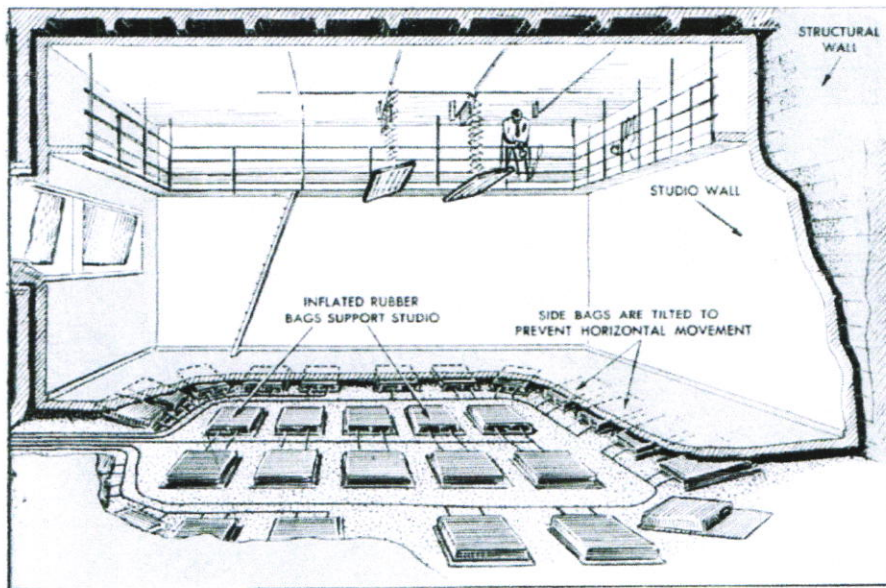 STRUCTURAL
WALL
STUDIO WALL
INFLATED RUBBER
BAGS SUPPORT STUDIO
SIDE BAGS ARE TILTED TO
PREVENT HORIZONTAL MOVEMENT